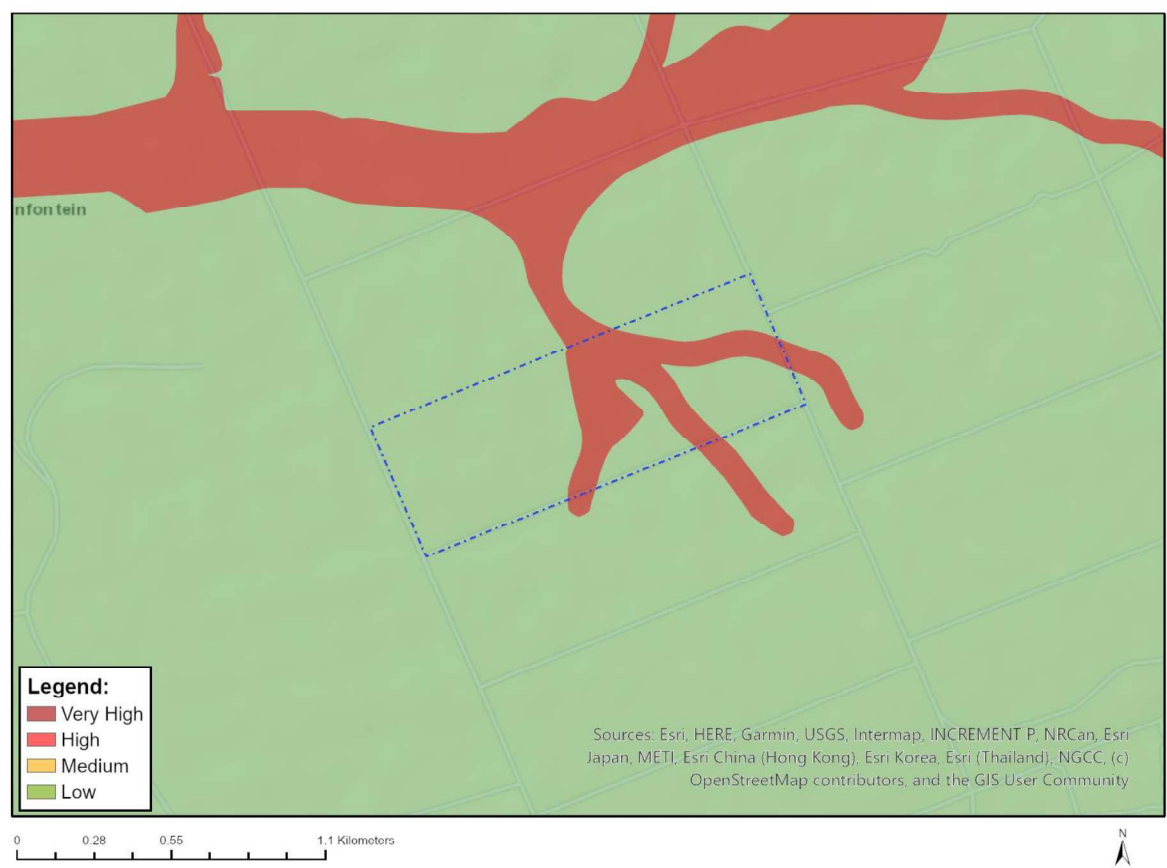 nfontein
Legend:
Very High
High
Medium
Low
Sources: Esri, HERE, Garmin, USGS, Intermap, INCREMENT P, NRCan, Esri
Japan, METI, Esri China (Hong Kong), Esri Korea, Esri (Thailand), NGCC, (c)
OpenStreetMap contributors, and the GIS User Community
0 0.28 0.55 1.1 Kilometers
N